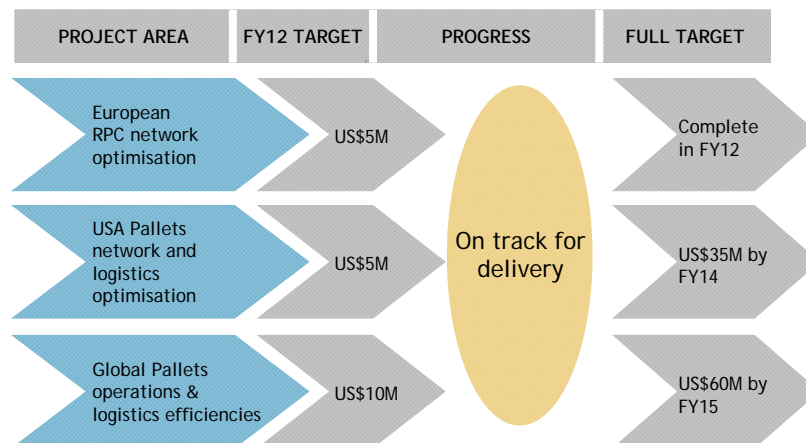 PROJECT AREA
FY12 TARGET
PROGRESS
FULL TARGET
European
RPC network
optimisation
US$5M
Complete
in FY12
USA Pallets
network and
logistics
optimisation
US$5M
On track for
delivery
US$35M by
FY14
Global Pallets
operations &
logistics efficiencies
US$10M
US$60M by
FY15